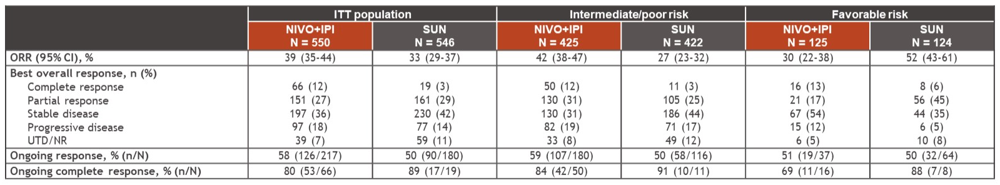 ITT population Intermediate/poor risk Favorable risk
NIVO+IPI N = 550 SUN N = 546 NIVO+IPI N = 425 SUN N = 422 NIVO+IPI N = 125 SUN N = 124
ORR (95% CI), % 39 (35-44) 33 (29-37) 42 (38-47) 27 (23-32) 30 (22-38) 52 (43-61)
Best overall response, n (%)
Complete response 66 (12) 19 (3) 50 (12) 11 (3) 16 (13) 8 (6)
Partial response 151 (27) 161 (29) 130 (31) 105 (25) 21 (17) 56 (45)
Stable disease 197 (36) 230 (42) 130 (31) 186 (44) 67 (54) 44 (35)
Progressive disease 97 (18) 77 (14) 82 (19) 71 (17) 15 (12) 6 (5)
UTD/NR 39 (7) 59 (11) 33 (8) 49 (12) 6 (5) 10 (8)
Ongoing response, % (n/N) 58 (126/217) 50 (90/180) 59 (107/180) 50 (58/116) 51 (19/37) 50 (32/64)
Ongoing complete response, % (n/N) 80 (53/66) 89 (17/19) 84 (42/50) 91 (10/11) 69 (11/16) 88 (7/8)